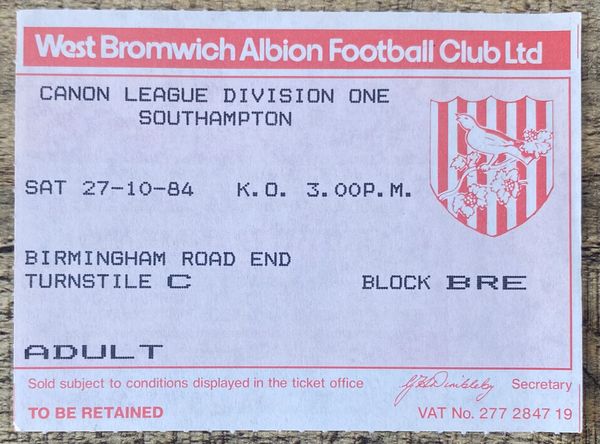 West Bromwich Albion Football Club Ltd
CANON LEAGUE DIVISION ONE
SOUTHAMPTON
SAT 27-10-84 K.O. 3.00P.M.
BIRMINGHAM ROAD END
TURNSTILE C BLOCK BRE
ADULT
Sold subject to conditions displayed in the ticket office Secretary
TO BE RETAINED VAT No. 277 2847 19